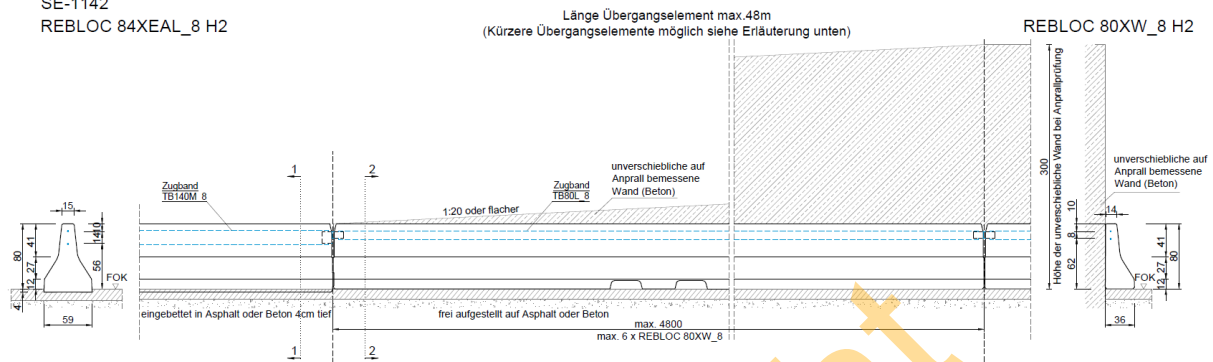 SE-1142
REBLOC 84XEAL_8 H2
Länge Übergangselement max.48m
(Kürzere Übergangselemente möglich siehe Erläuterung unten)
REBLOC 80XW_8 H2
1
2
Zugband
TB140M_8
Zugband
TB80L_8
unverschiebliche auf
Anprall bemessene
Wand (Beton)
1:20 oder flacher
300
Höhe der unverschiebliche Wand bei Anprallprüfung
unverschiebliche auf
Anprall bemessene
Wand (Beton)
15
80
41
27
12
4
10
14
56
FOK
59
10
8
62
14
41
27
12
80
FOK
36
eingebettet in Asphalt oder Beton 4cm tief
frei aufgestellt auf Asphalt oder Beton
max. 4800
max. 6 x REBLOC 80XW_8
1
2